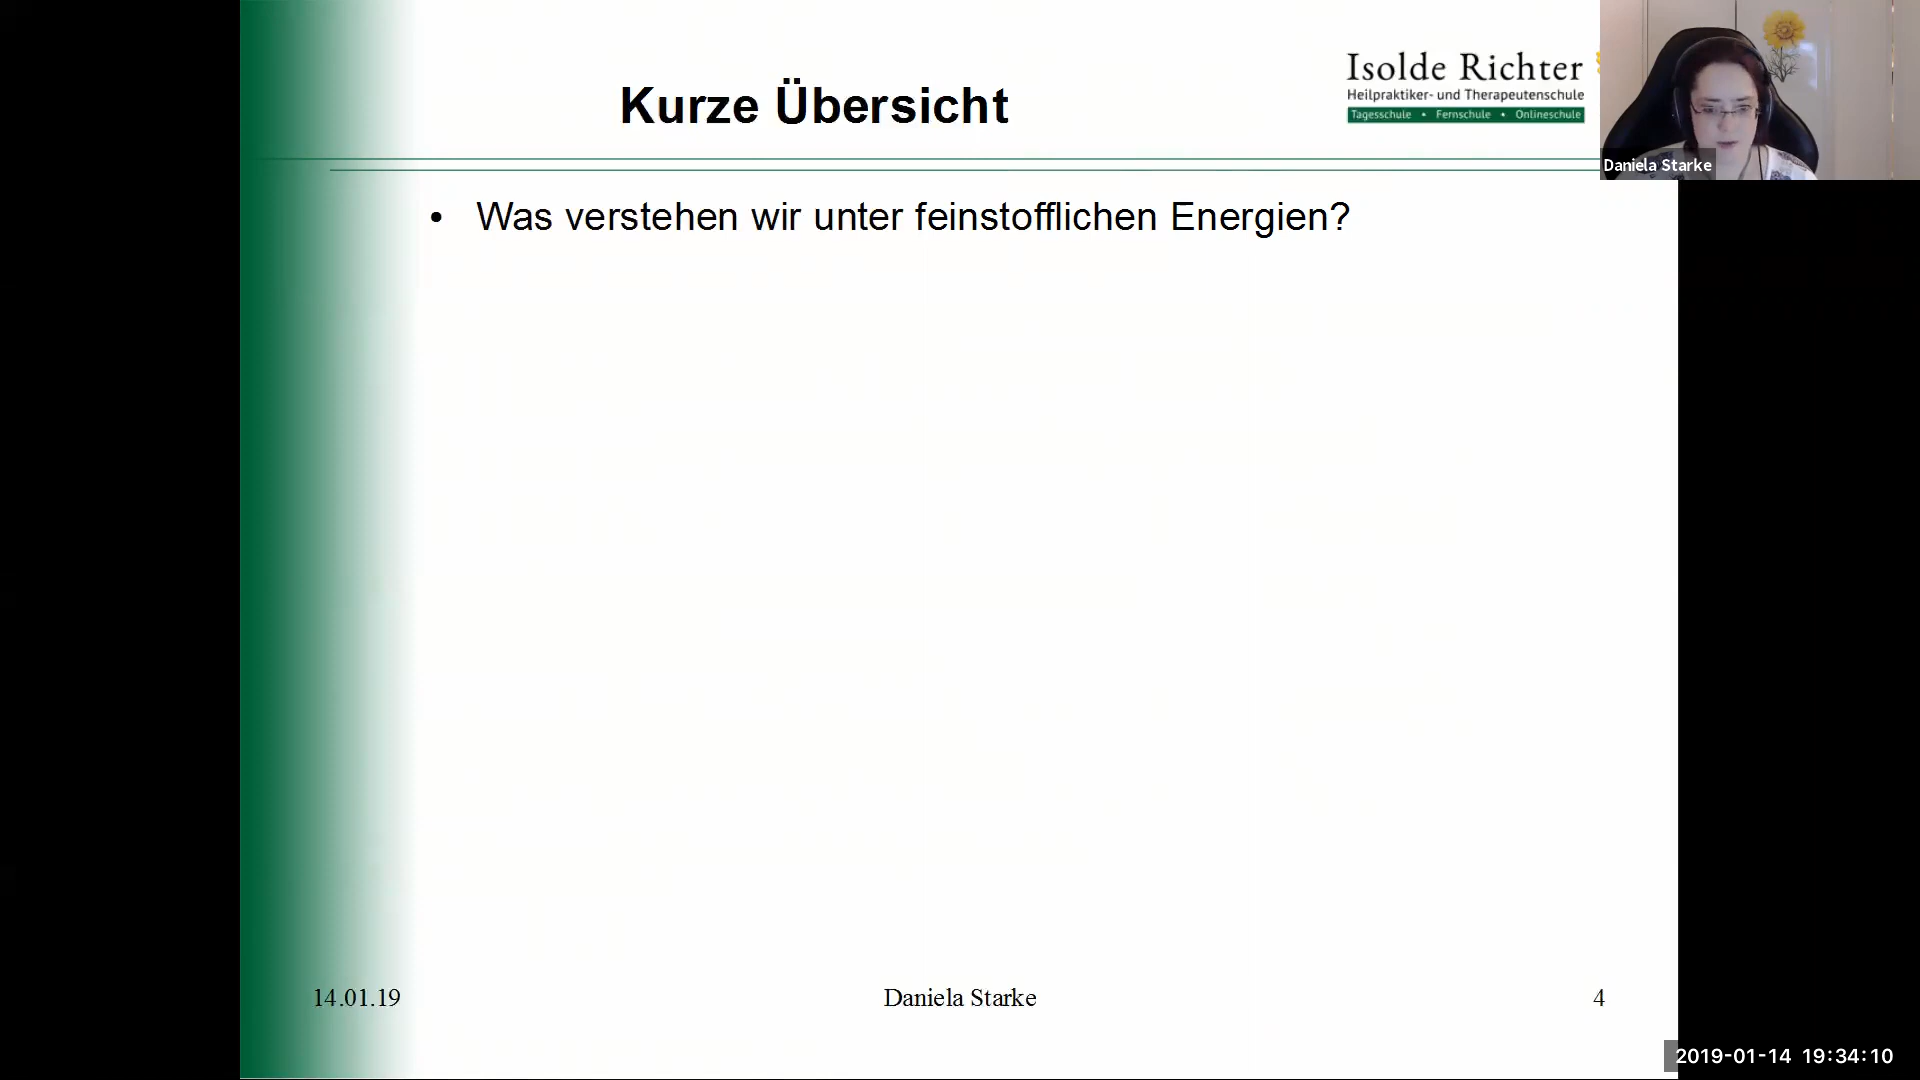 Kurze Übersicht
Isolde Richter
Heilpraktiker- und Therapeutenschule
Tagesschule • Fernschule • Onlineschule
Daniela Starke
• Was verstehen wir unter feinstofflichen Energien?
14.01.19
Daniela Starke
4
2019-01-14 19:34:10